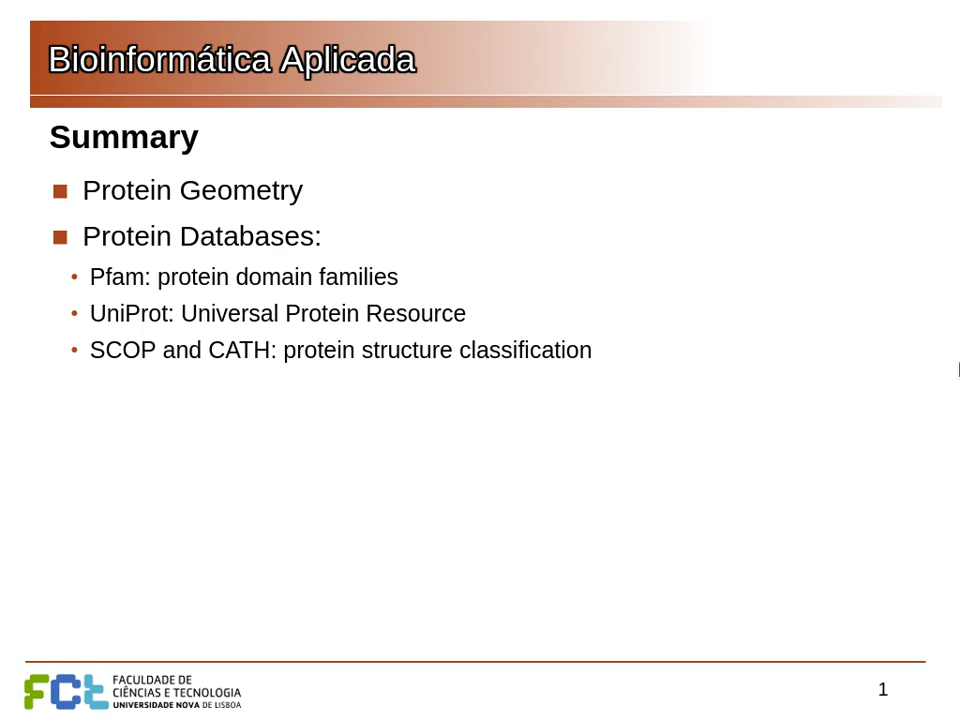 Bioinformática Aplicada
Summary
Protein Geometry
Protein Databases:
Pfam: protein domain families
UniProt: Universal Protein Resource
SCOP and CATH: protein structure classification
FCT
FACULDADE DE
CIÊNCIAS E TECNOLOGIA
UNIVERSIDADE NOVA DE LISBOA
1